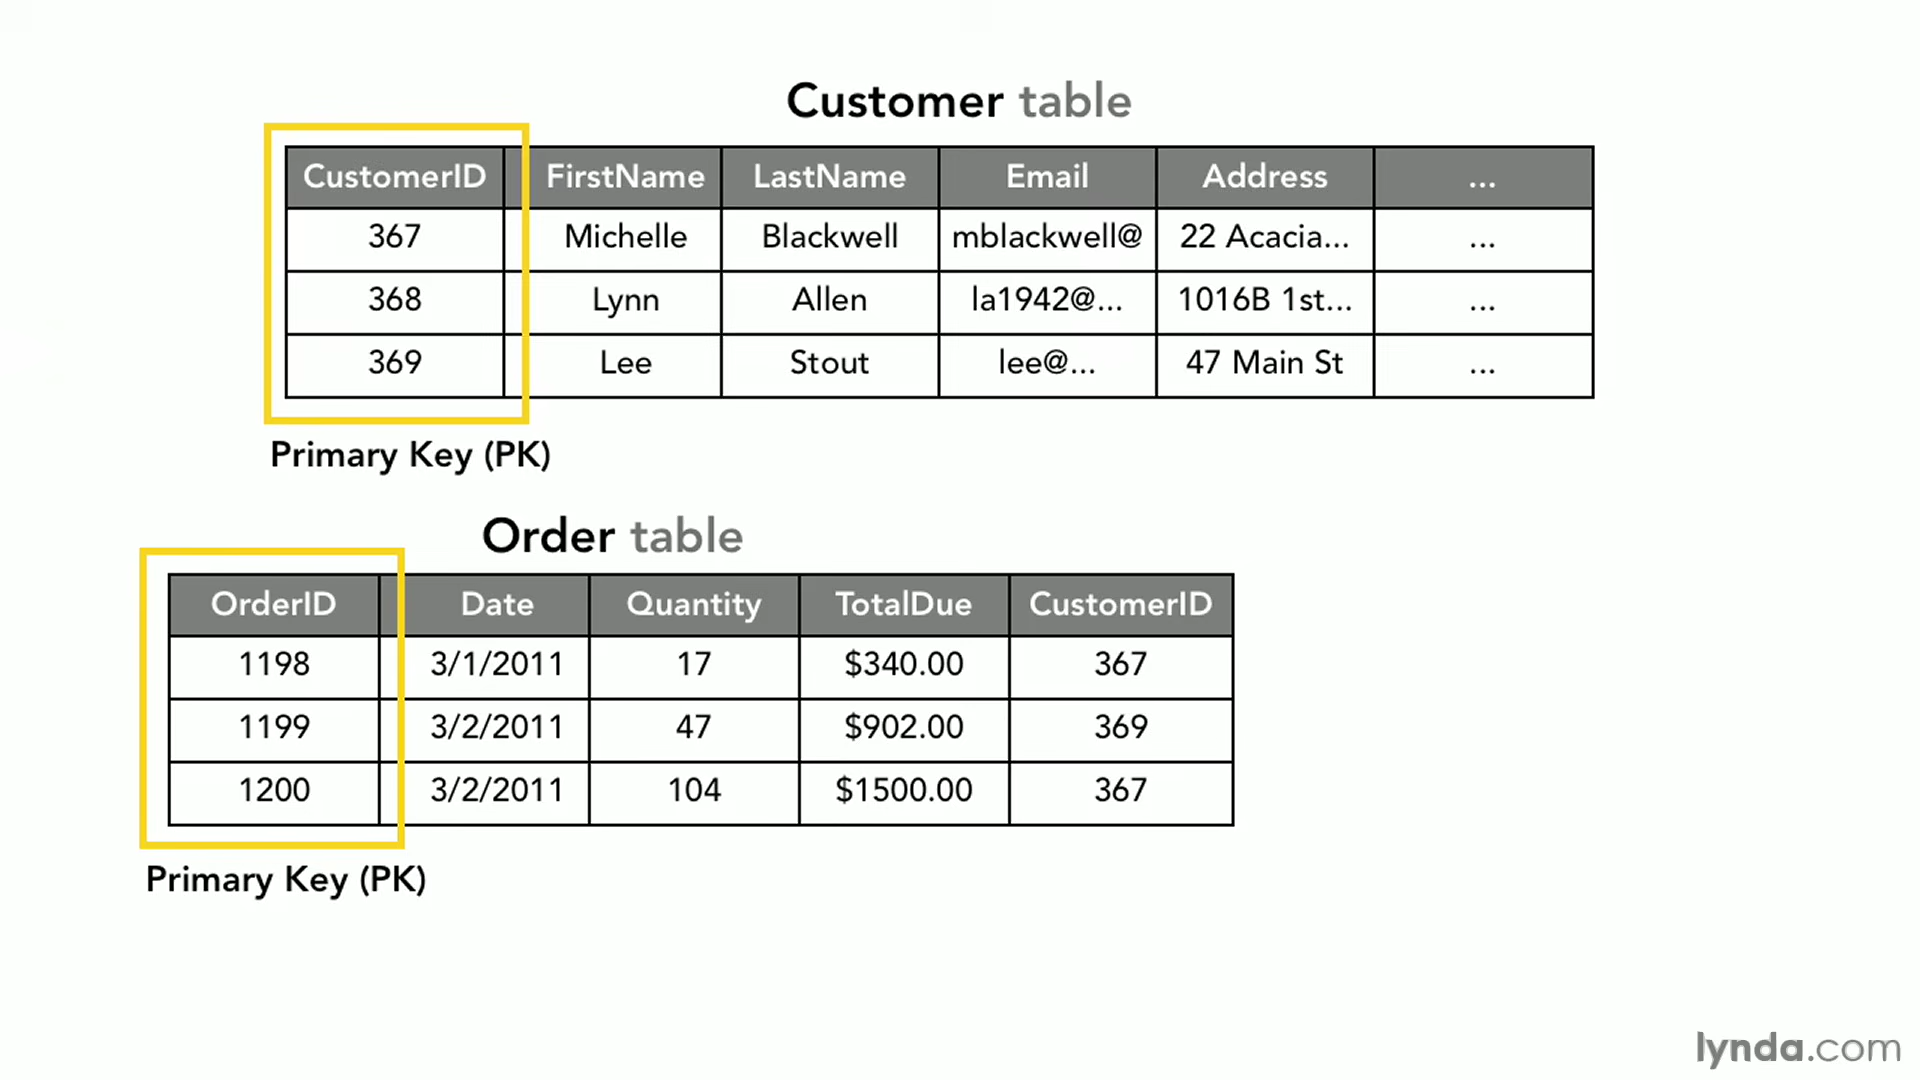 Customer table
CustomerID FirstName LastName Email Address ...
367 Michelle Blackwell mblackwell@ 22 Acacia... ...
368 Lynn Allen la1942@... 1016B 1st... ...
369 Lee Stout lee@... 47 Main St ...
Primary Key (PK)
Order table
OrderID Date Quantity TotalDue CustomerID
1198 3/1/2011 17 $340.00 367
1199 3/2/2011 47 $902.00 369
1200 3/2/2011 104 $1500.00 367
Primary Key (PK)
lynda.com